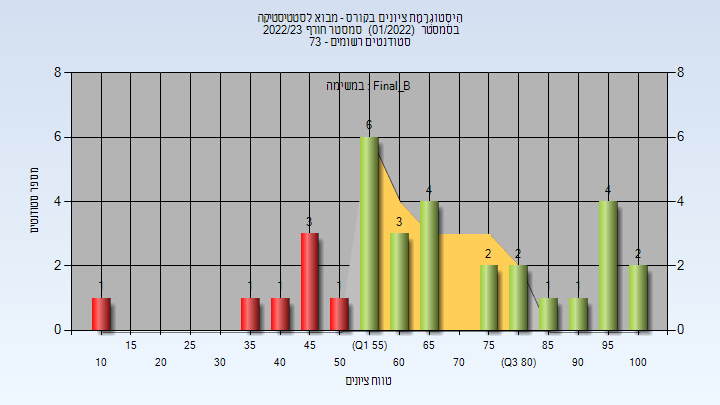 היסטוגרמת ציונים בקורס - מבוא לסטטיסטיקה
בסמסטר (01/2022) סמסטר חורף 2022/23
סטודנטים רשומים - 73
במשימה : Final_B
8 8
6 6
4 4
2 2
0 0
מספר סטודנטים
1 1 1 3 1 6 3 4 2 2 1 1 4 2
15 25 35 45 (Q1 55) 65 75 85 95
10 20 30 40 50 60 70 (Q3 80) 90 100
טווח ציונים